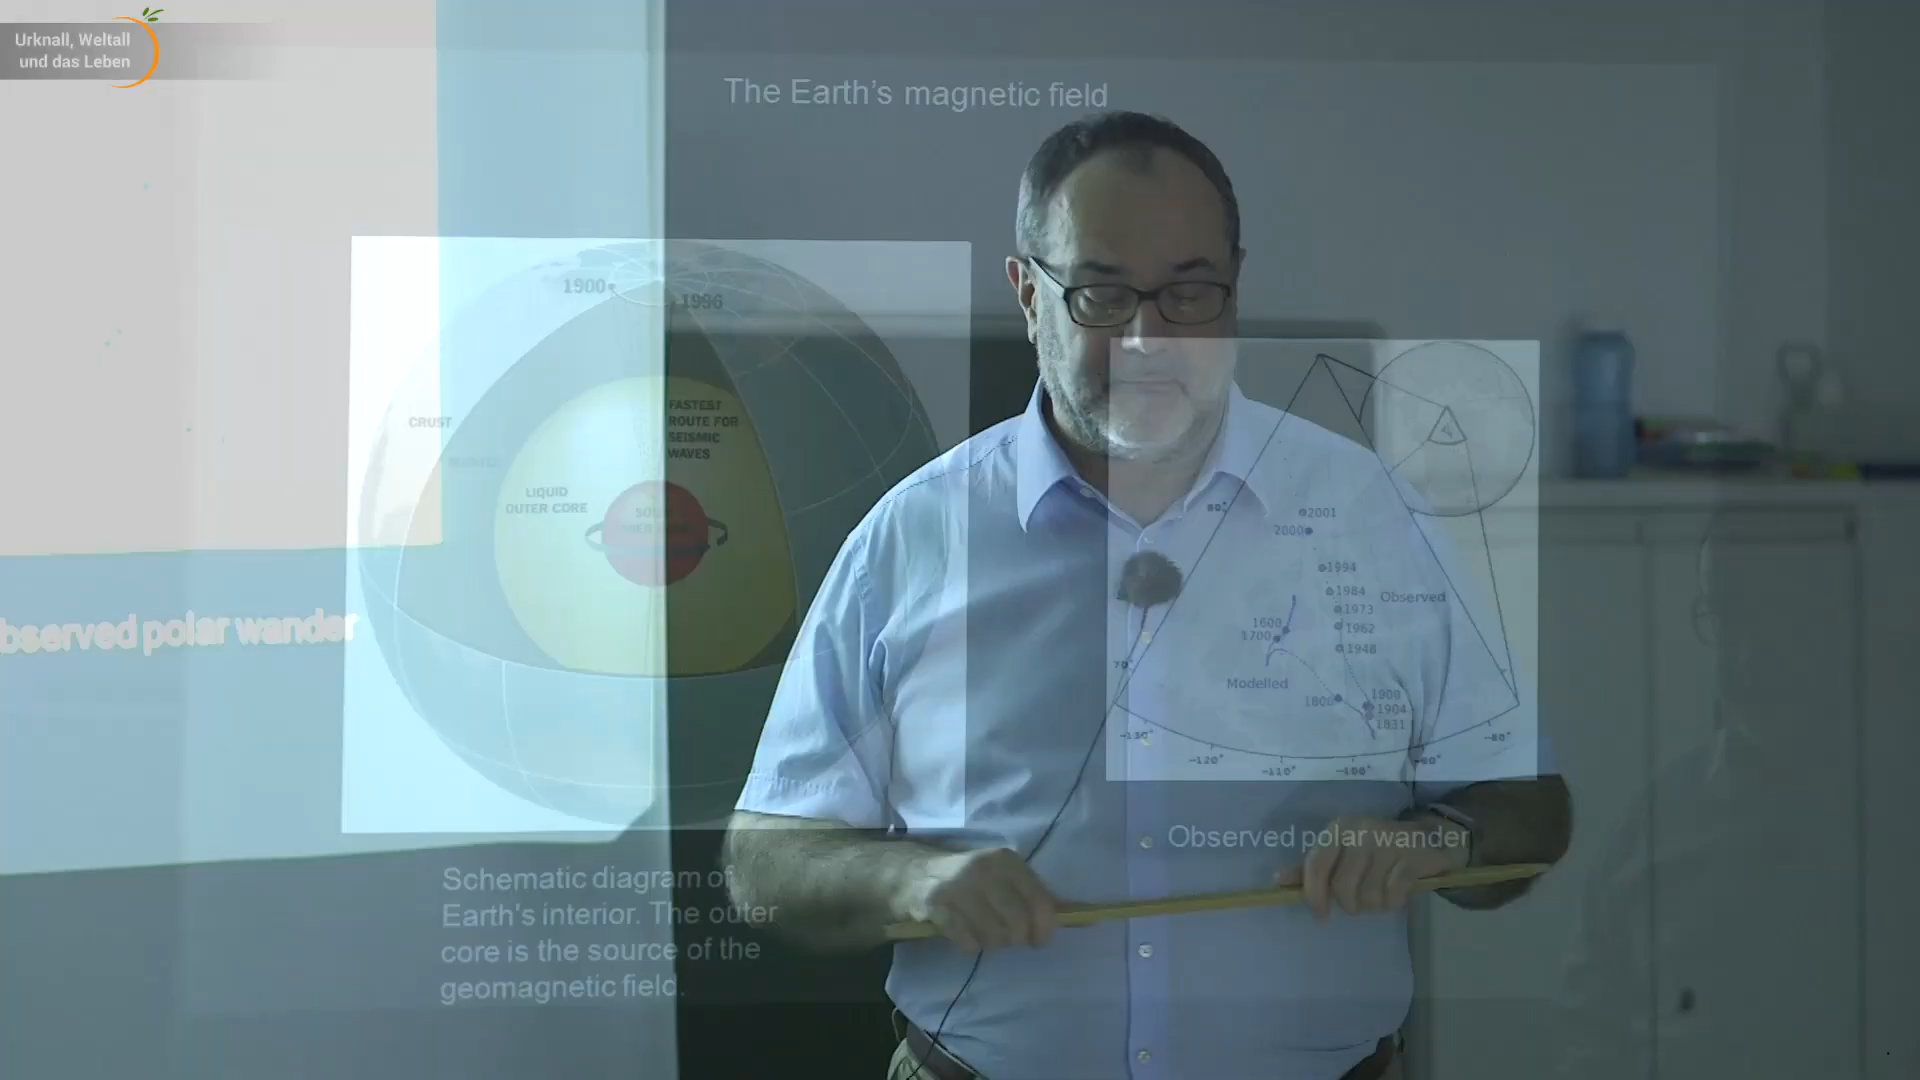 Urknall, Weltall
und das Leben
The Earth's magnetic field
1900
1996
CRUST
FASTEST
ROUTE FOR
SEISMIC
WAVES
LIQUID
OUTER CORE
80°
2001
2000
1994
1984
Observed
1973
1600
1962
1700
1948
70°
Modelled
1800
1900
1904
1831
-130°
-120°
-110°
-100°
-90°
-80°
bserved polar wander
Observed polar wander
Schematic diagram of
Earth's interior. The outer
core is the source of the
geomagnetic field.